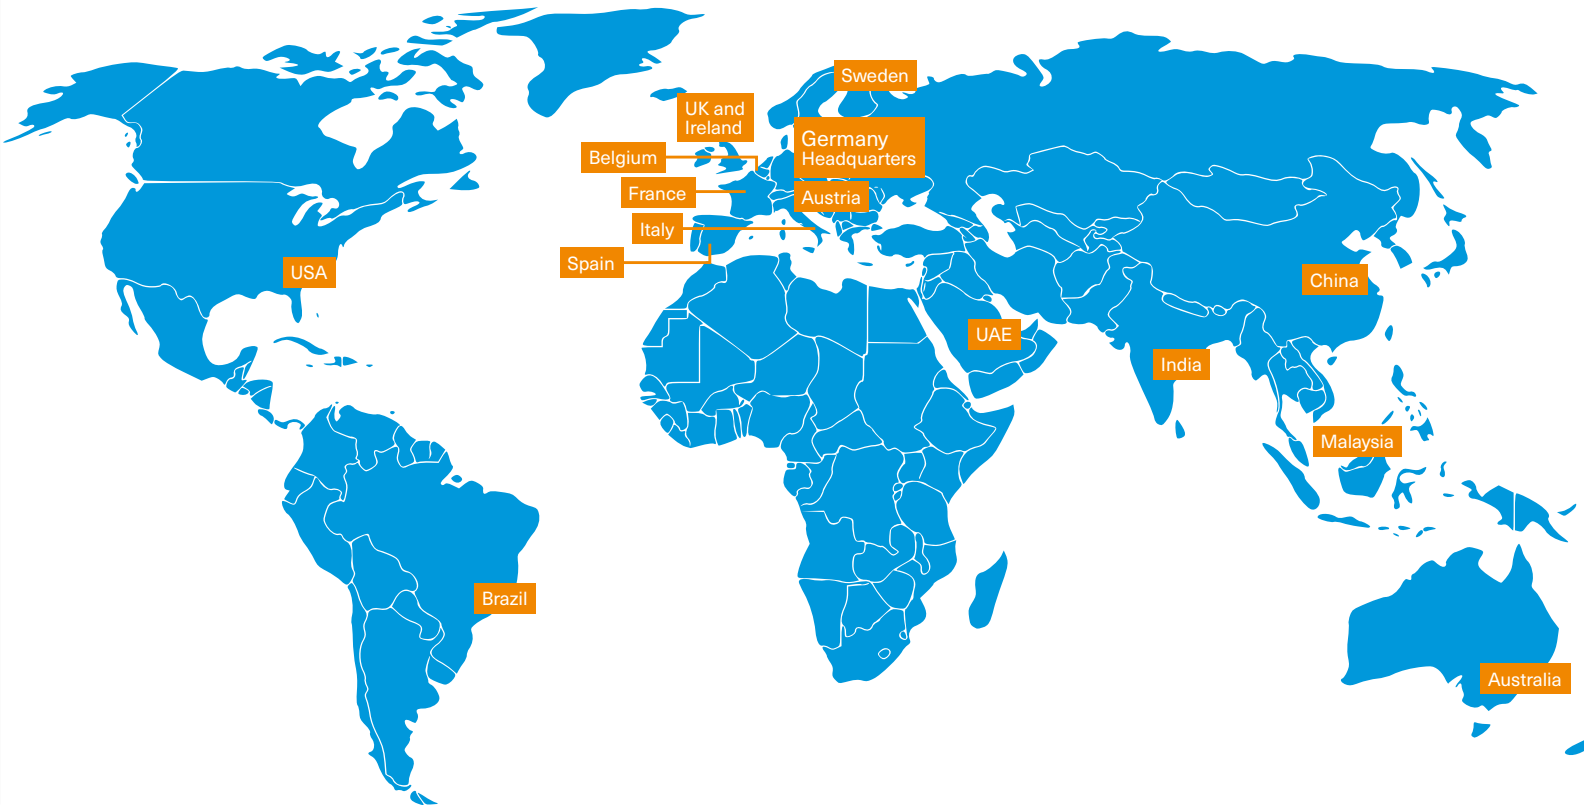 Sweden
UK and
Ireland
Germany
Headquarters
Belgium
France
Austria
Italy
Spain
USA
China
UAE
India
Malaysia
Brazil
Australia